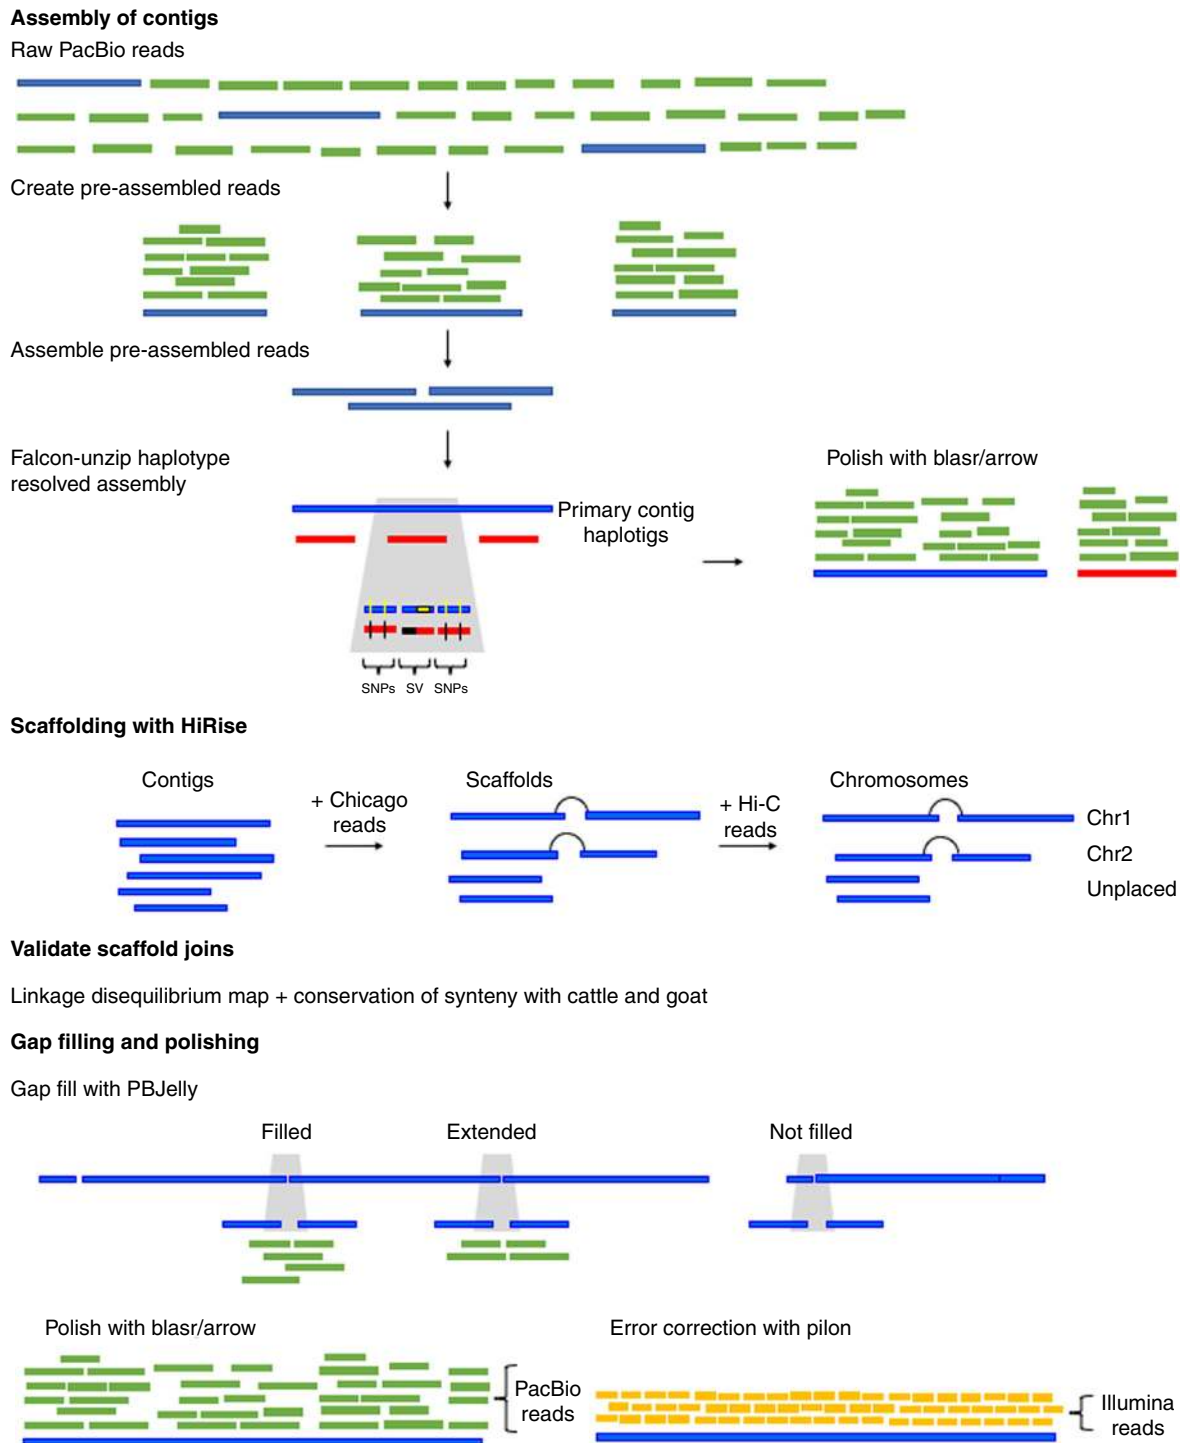 Assembly of contigs
Raw PacBio reads
Create pre-assembled reads
Assemble pre-assembled reads
Falcon-unzip haplotype
resolved assembly
Primary contig
haplotigs
Polish with blasr/arrow
SNPs SV SNPs
Scaffolding with HiRise
Contigs
+ Chicago
reads
Scaffolds
+ Hi-C
reads
Chromosomes
Chr1
Chr2
Unplaced
Validate scaffold joins
Linkage disequilibrium map + conservation of synteny with cattle and goat
Gap filling and polishing
Gap fill with PBJelly
Filled Extended Not filled
Polish with blasr/arrow
PacBio
reads
Error correction with pilon
Illumina
reads